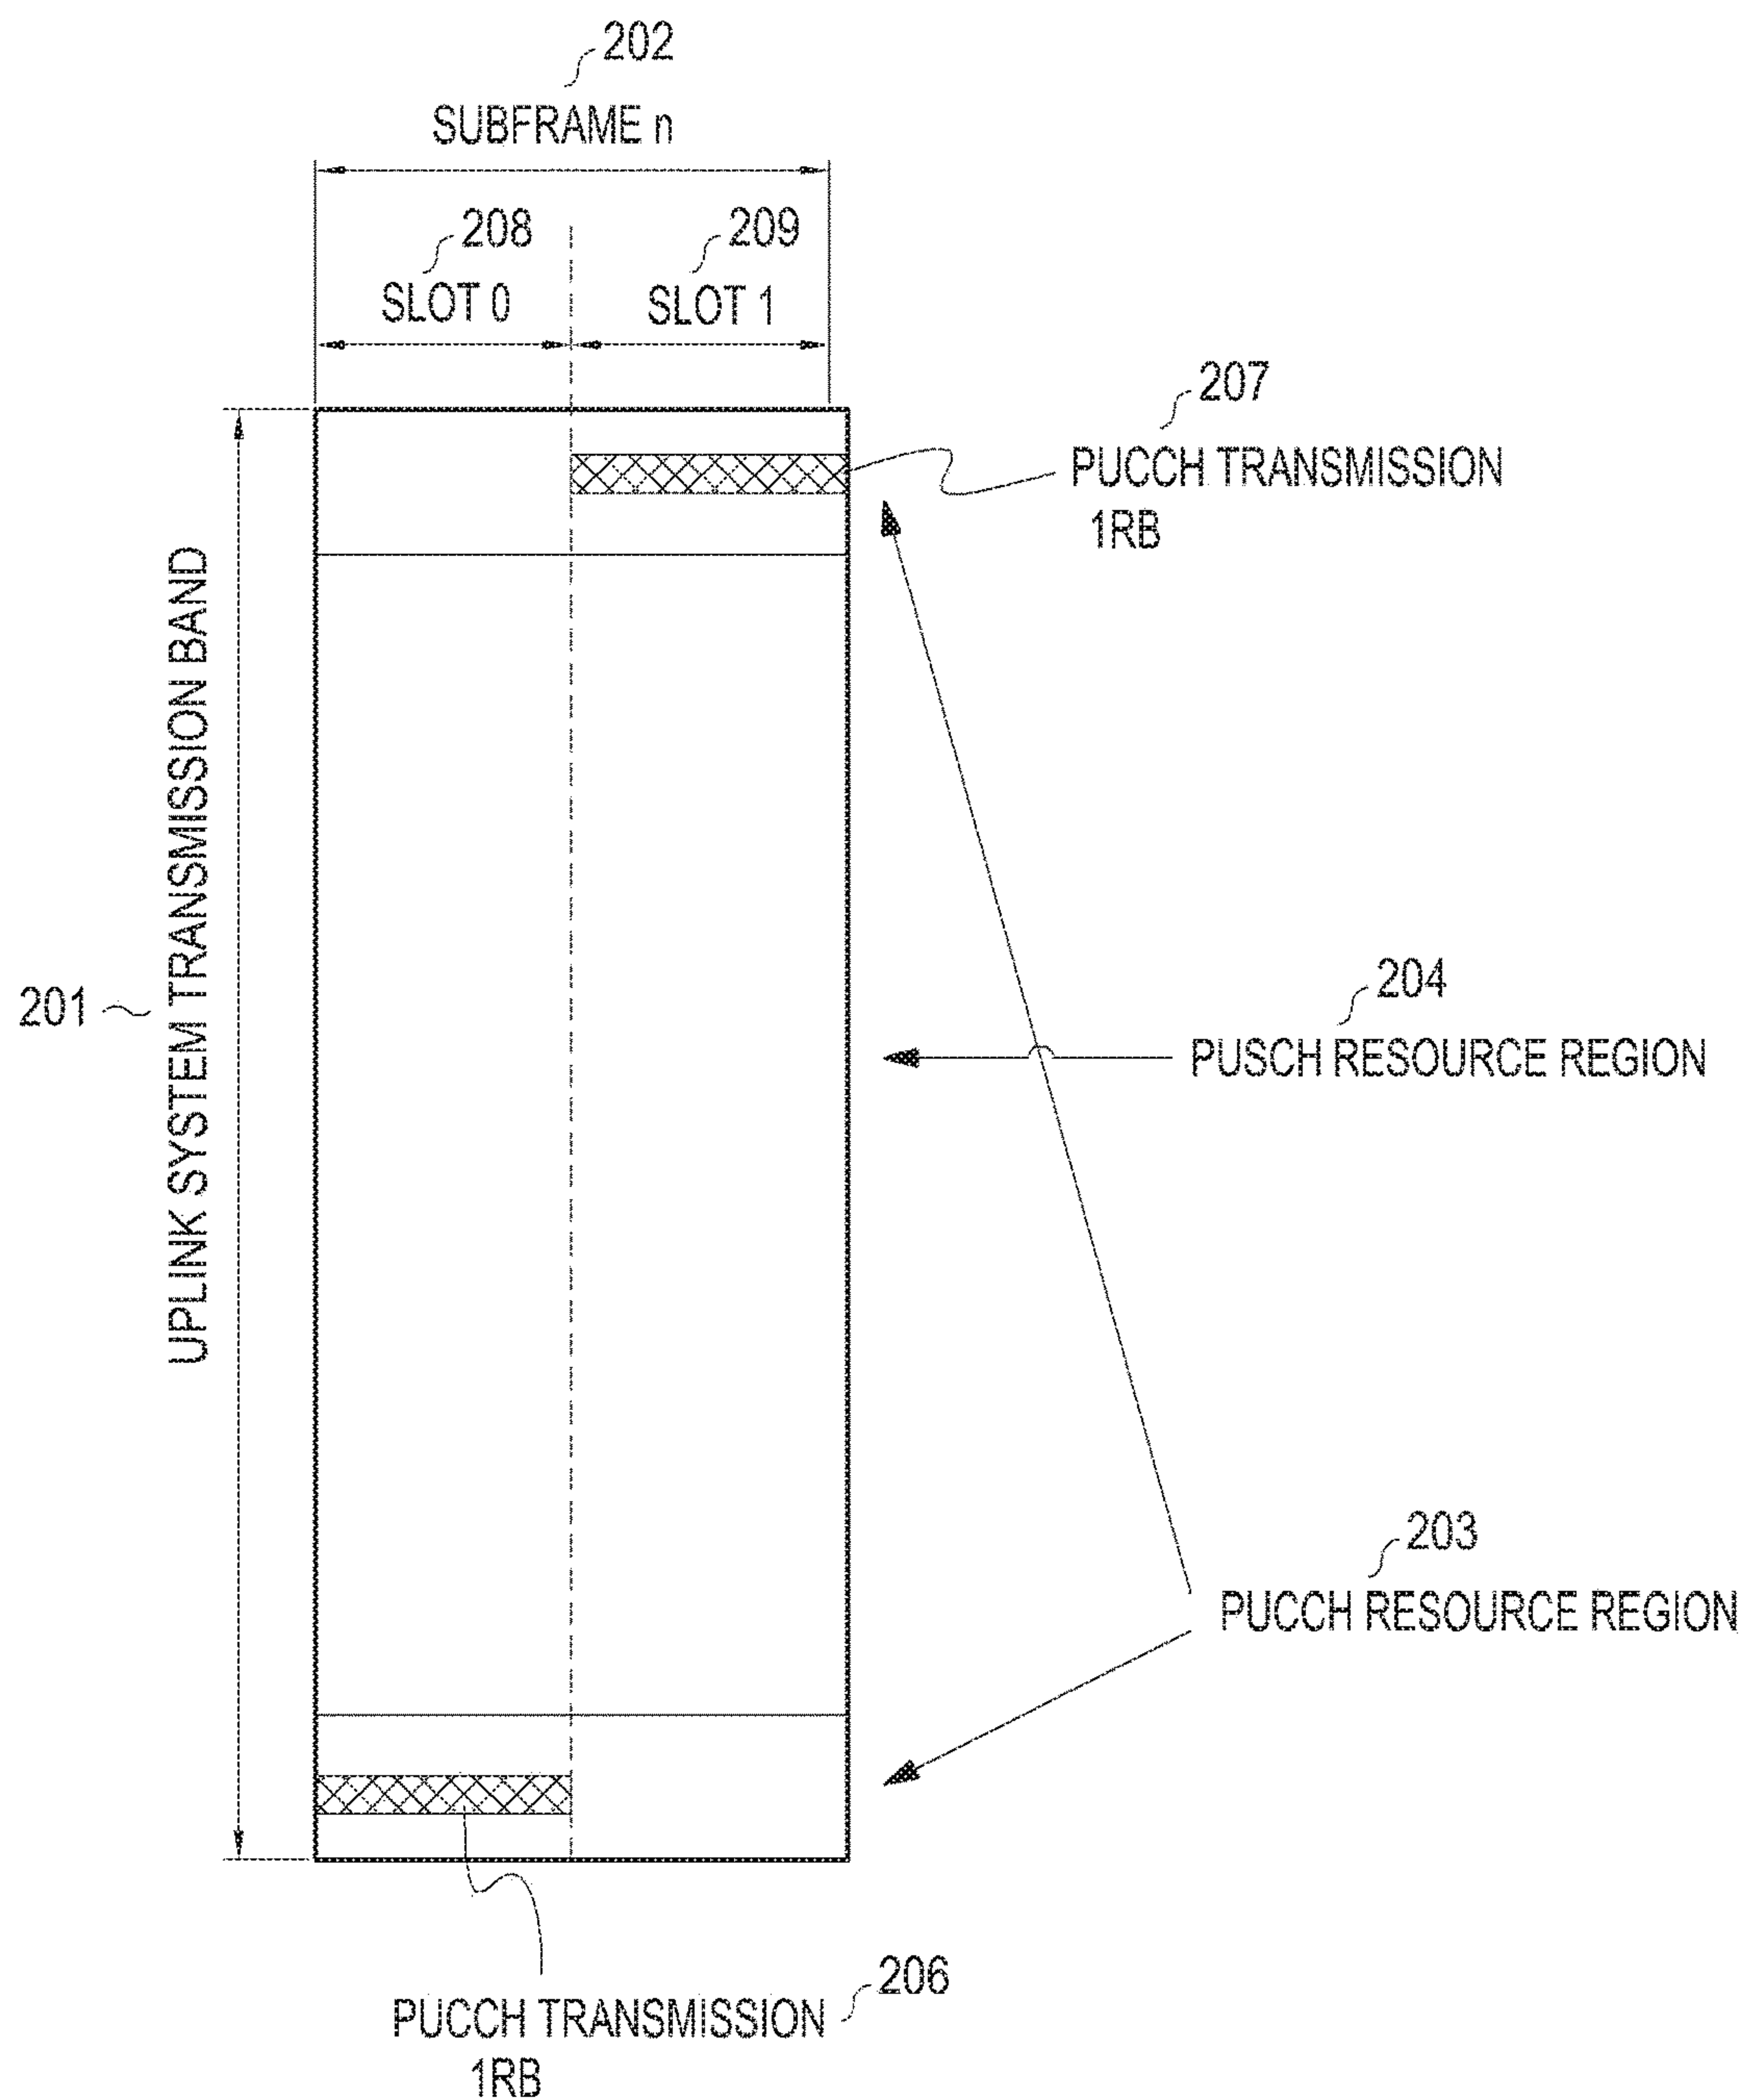 202
SUBFRAME n
208
209
SLOT 0
SLOT 1
207
PUCCH TRANSMISSION
1RB
UPLINK SYSTEM TRANSMISSION BAND
201
204
PUSCH RESOURCE REGION
203
PUCCH RESOURCE REGION
206
PUCCH TRANSMISSION
1RB